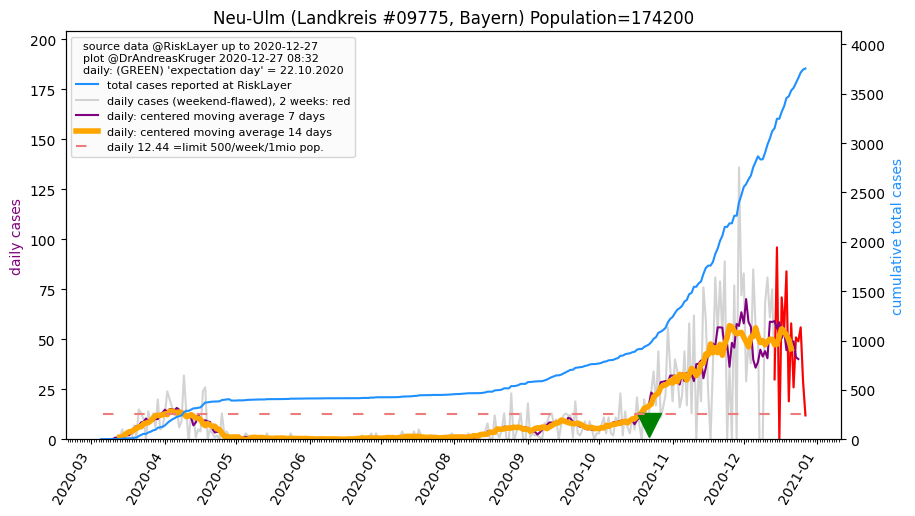 Neu-Ulm (Landkreis #09775, Bayern) Population=174200
source data @RiskLayer up to 2020-12-27
plot @DrAndreasKruger 2020-12-27 08:32
daily: (GREEN) 'expectation day' = 22.10.2020
total cases reported at RiskLayer
daily cases (weekend-flawed), 2 weeks: red
daily: centered moving average 7 days
daily: centered moving average 14 days
daily 12.44 =limit 500/week/1mio pop.
daily cases
200
175
150
125
100
75
50
25
0
4000
3500
3000
2500
2000
1500
1000
500
0
cumulative total cases
2020-03
2020-04
2020-05
2020-06
2020-07
2020-08
2020-09
2020-10
2020-11
2020-12
2021-01